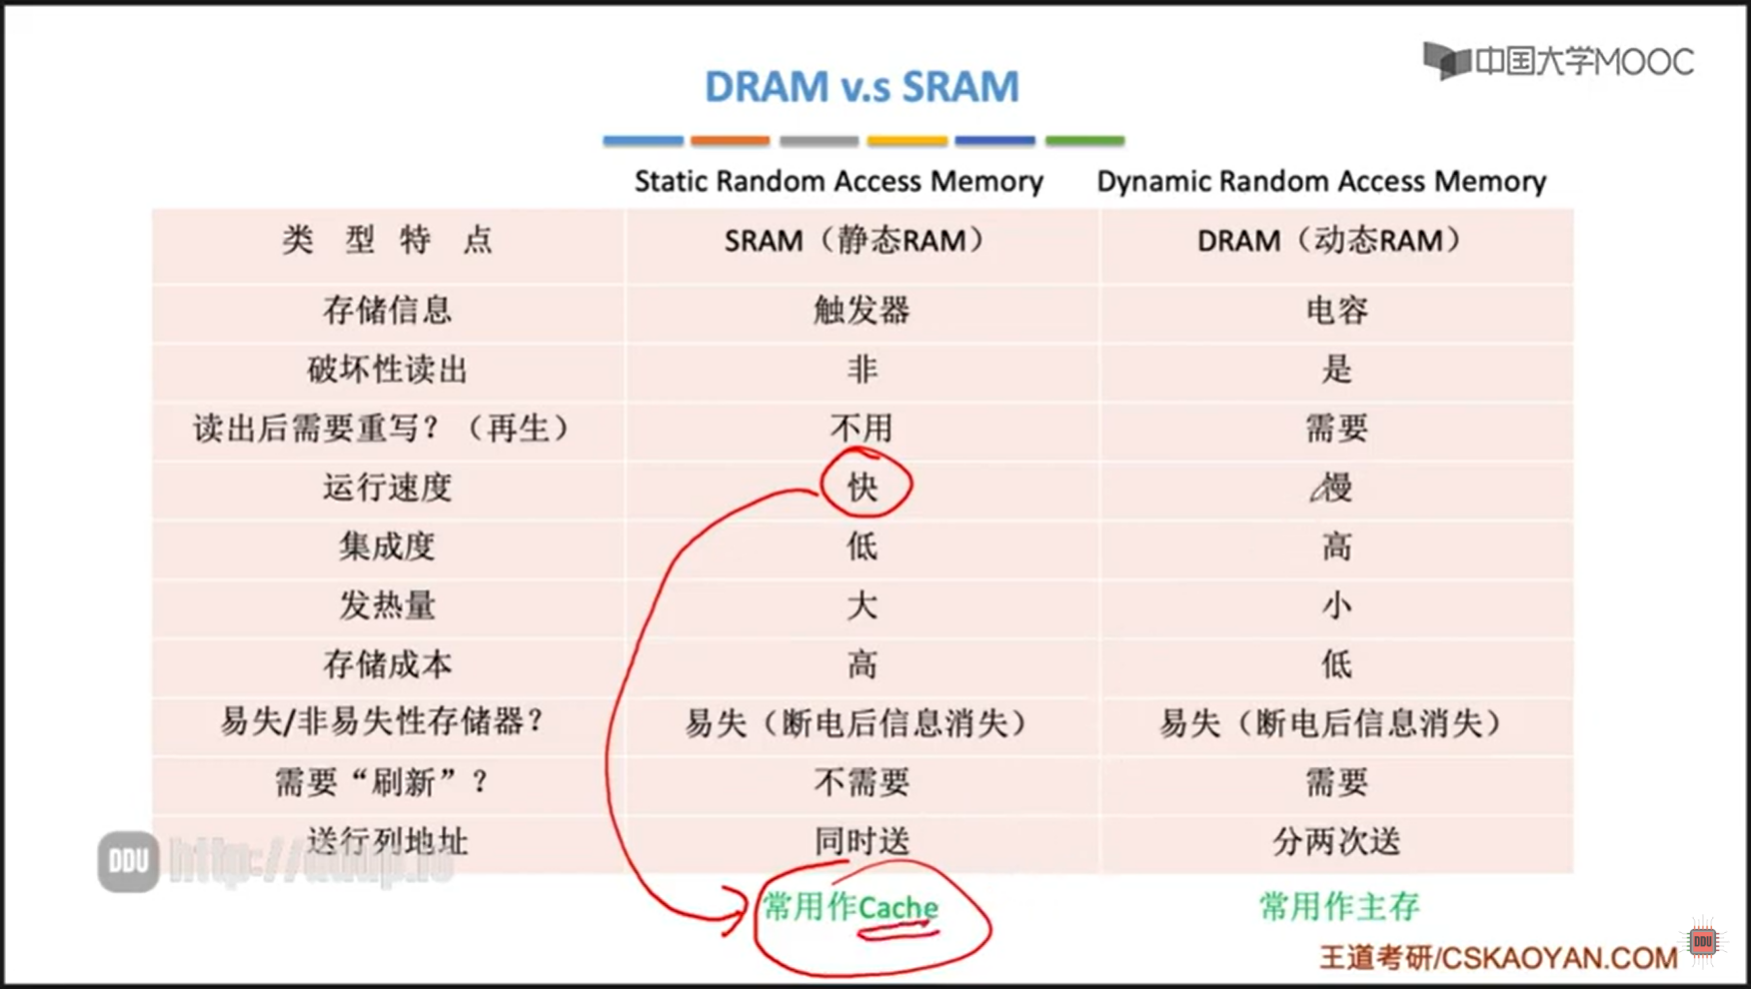 中国大学MOOC
DRAM v.s SRAM
Static Random Access Memory Dynamic Random Access Memory
类 型 特 点 SRAM（静态RAM） DRAM（动态RAM）
存储信息 触发器 电容
破坏性读出 非 是
读出后需要重写？（再生） 不用 需要
运行速度 快 慢
集成度 低 高
发热量 大 小
存储成本 高 低
易失/非易失性存储器？ 易失（断电后信息消失） 易失（断电后信息消失）
需要“刷新”？ 不需要 需要
送行列地址 同时送 分两次送
DDU
常用作Cache 常用作主存
DDU
王道考研/CSKAOYAN.COM